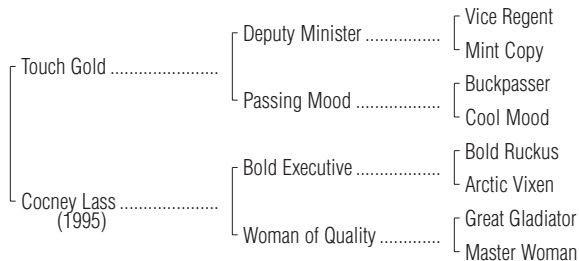 Vice Regent
Deputy Minister ................
Mint Copy
Touch Gold .......................
Buckpasser
Passing Mood .................
Cool Mood
Bold Ruckus
Bold Executive .................
Arctic Vixen
Cocney Lass .....................
(1995)
Great Gladiator
Woman of Quality .............
Master Woman